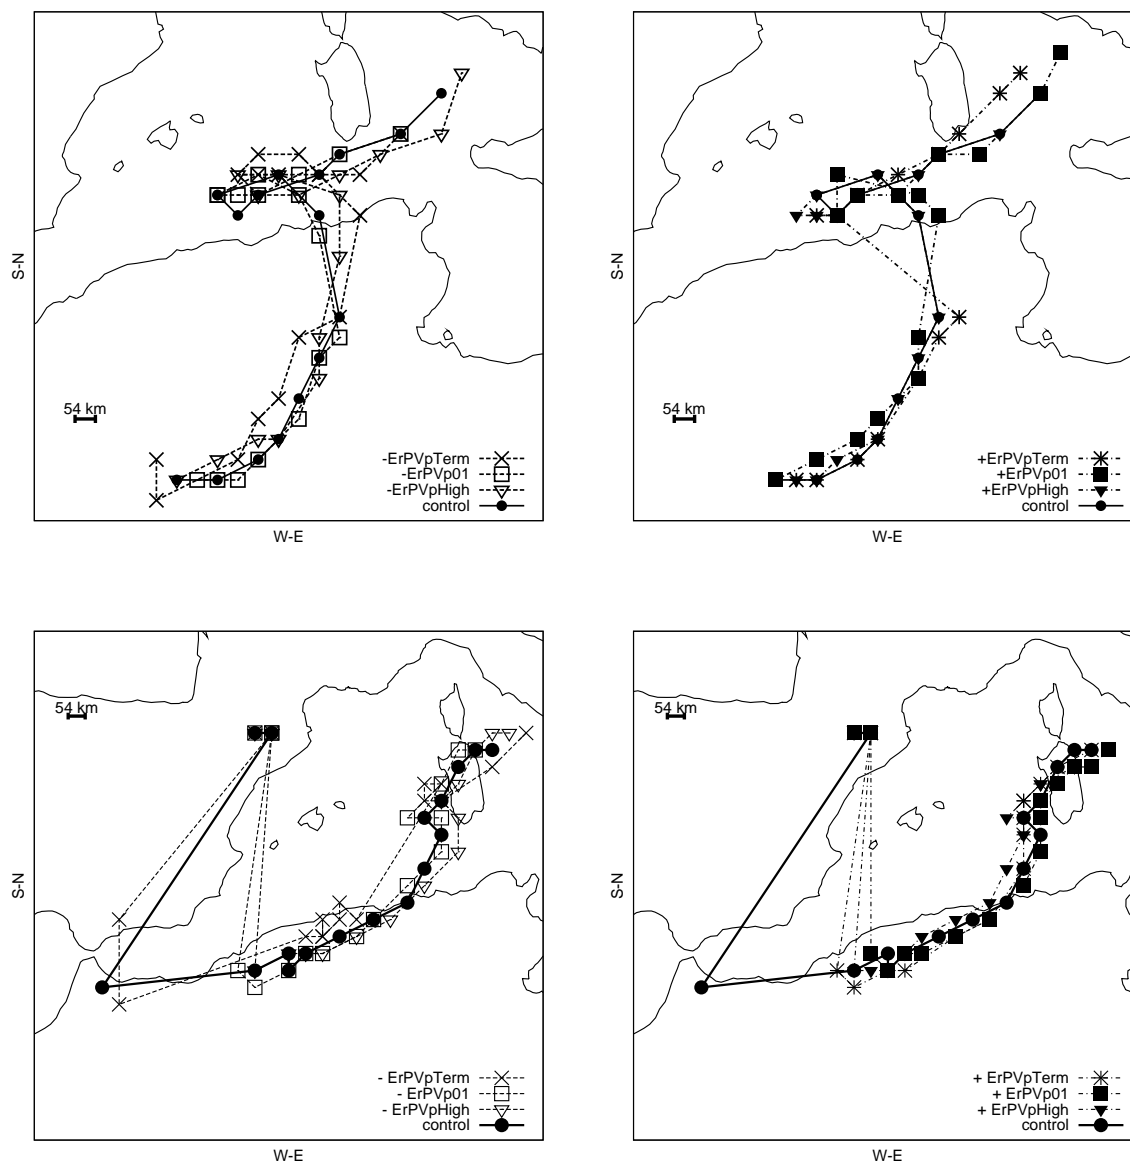 S-N
54 km
-ErPVpTerm
-ErPVp01
-ErPVpHigh
control
W-E
S-N
54 km
+ErPVpTerm
+ErPVp01
+ErPVpHigh
control
W-E
S-N
54 km
- ErPVpTerm
- ErPVp01
- ErPVpHigh
control
W-E
S-N
54 km
+ ErPVpTerm
+ ErPVp01
+ ErPVpHigh
control
W-E